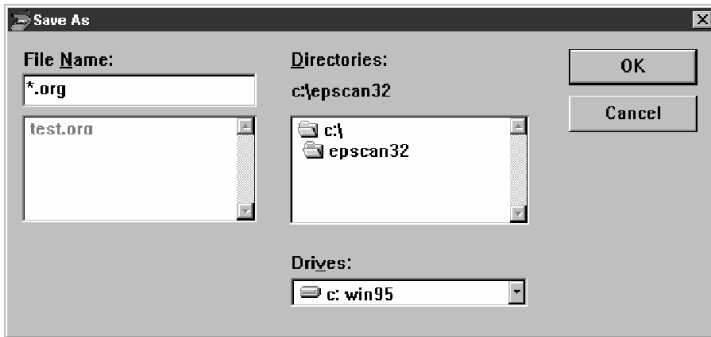 Save As
File Name:
*.org
test.org
Directories:
c:\epscan32
c:\
epscan32
Drives:
c: win95
OK
Cancel